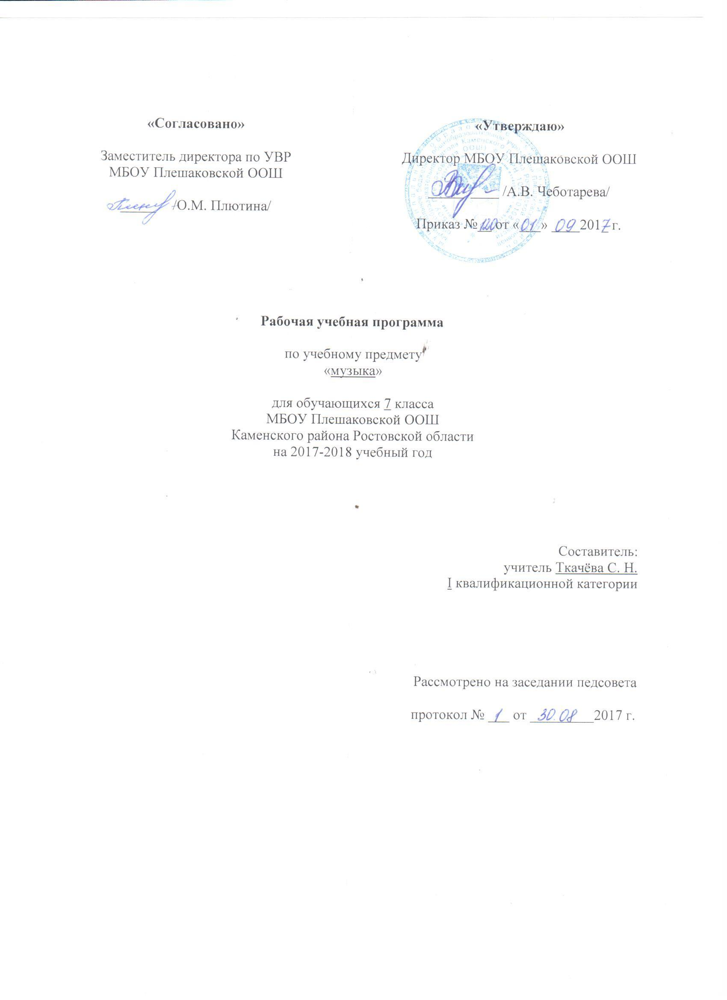 «Согласовано»
Заместитель директора по УВР
МБОУ Плешаковской ООШ
/О.М. Плютина/
«Утверждаю»
Директор МБОУ Плешаковской ООШ
/А.В. Чеботарева/
Приказ № 120 от «01» 09 2017 г.
Рабочая учебная программа
по учебному предмету
«музыка»
для обучающихся 7 класса
МБОУ Плешаковской ООШ
Каменского района Ростовской области
на 2017-2018 учебный год
Составитель:
учитель Ткачёва С. Н.
I квалификационной категории
Рассмотрено на заседании педсовета
протокол № 1 от 30.08 2017 г.